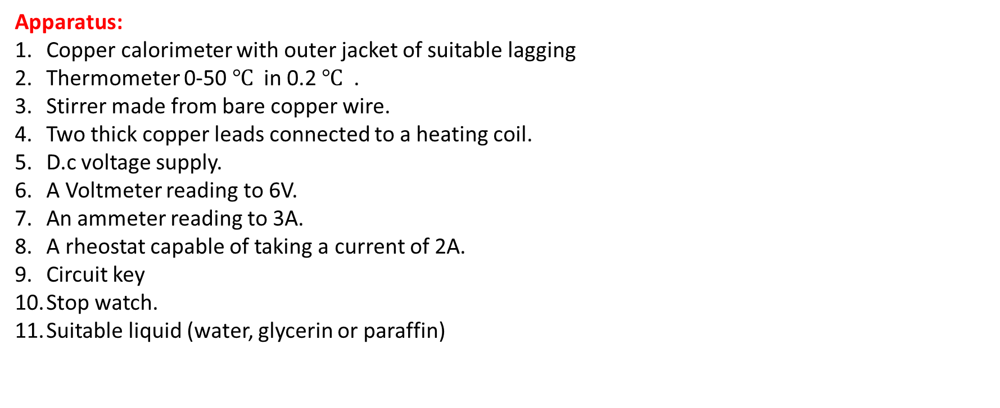 Apparatus:
1. Copper calorimeter with outer jacket of suitable lagging
2. Thermometer 0-50 ℃ in 0.2 ℃ .
3. Stirrer made from bare copper wire.
4. Two thick copper leads connected to a heating coil.
5. D.c voltage supply.
6. A Voltmeter reading to 6V.
7. An ammeter reading to 3A.
8. A rheostat capable of taking a current of 2A.
9. Circuit key
10. Stop watch.
11. Suitable liquid (water, glycerin or paraffin)